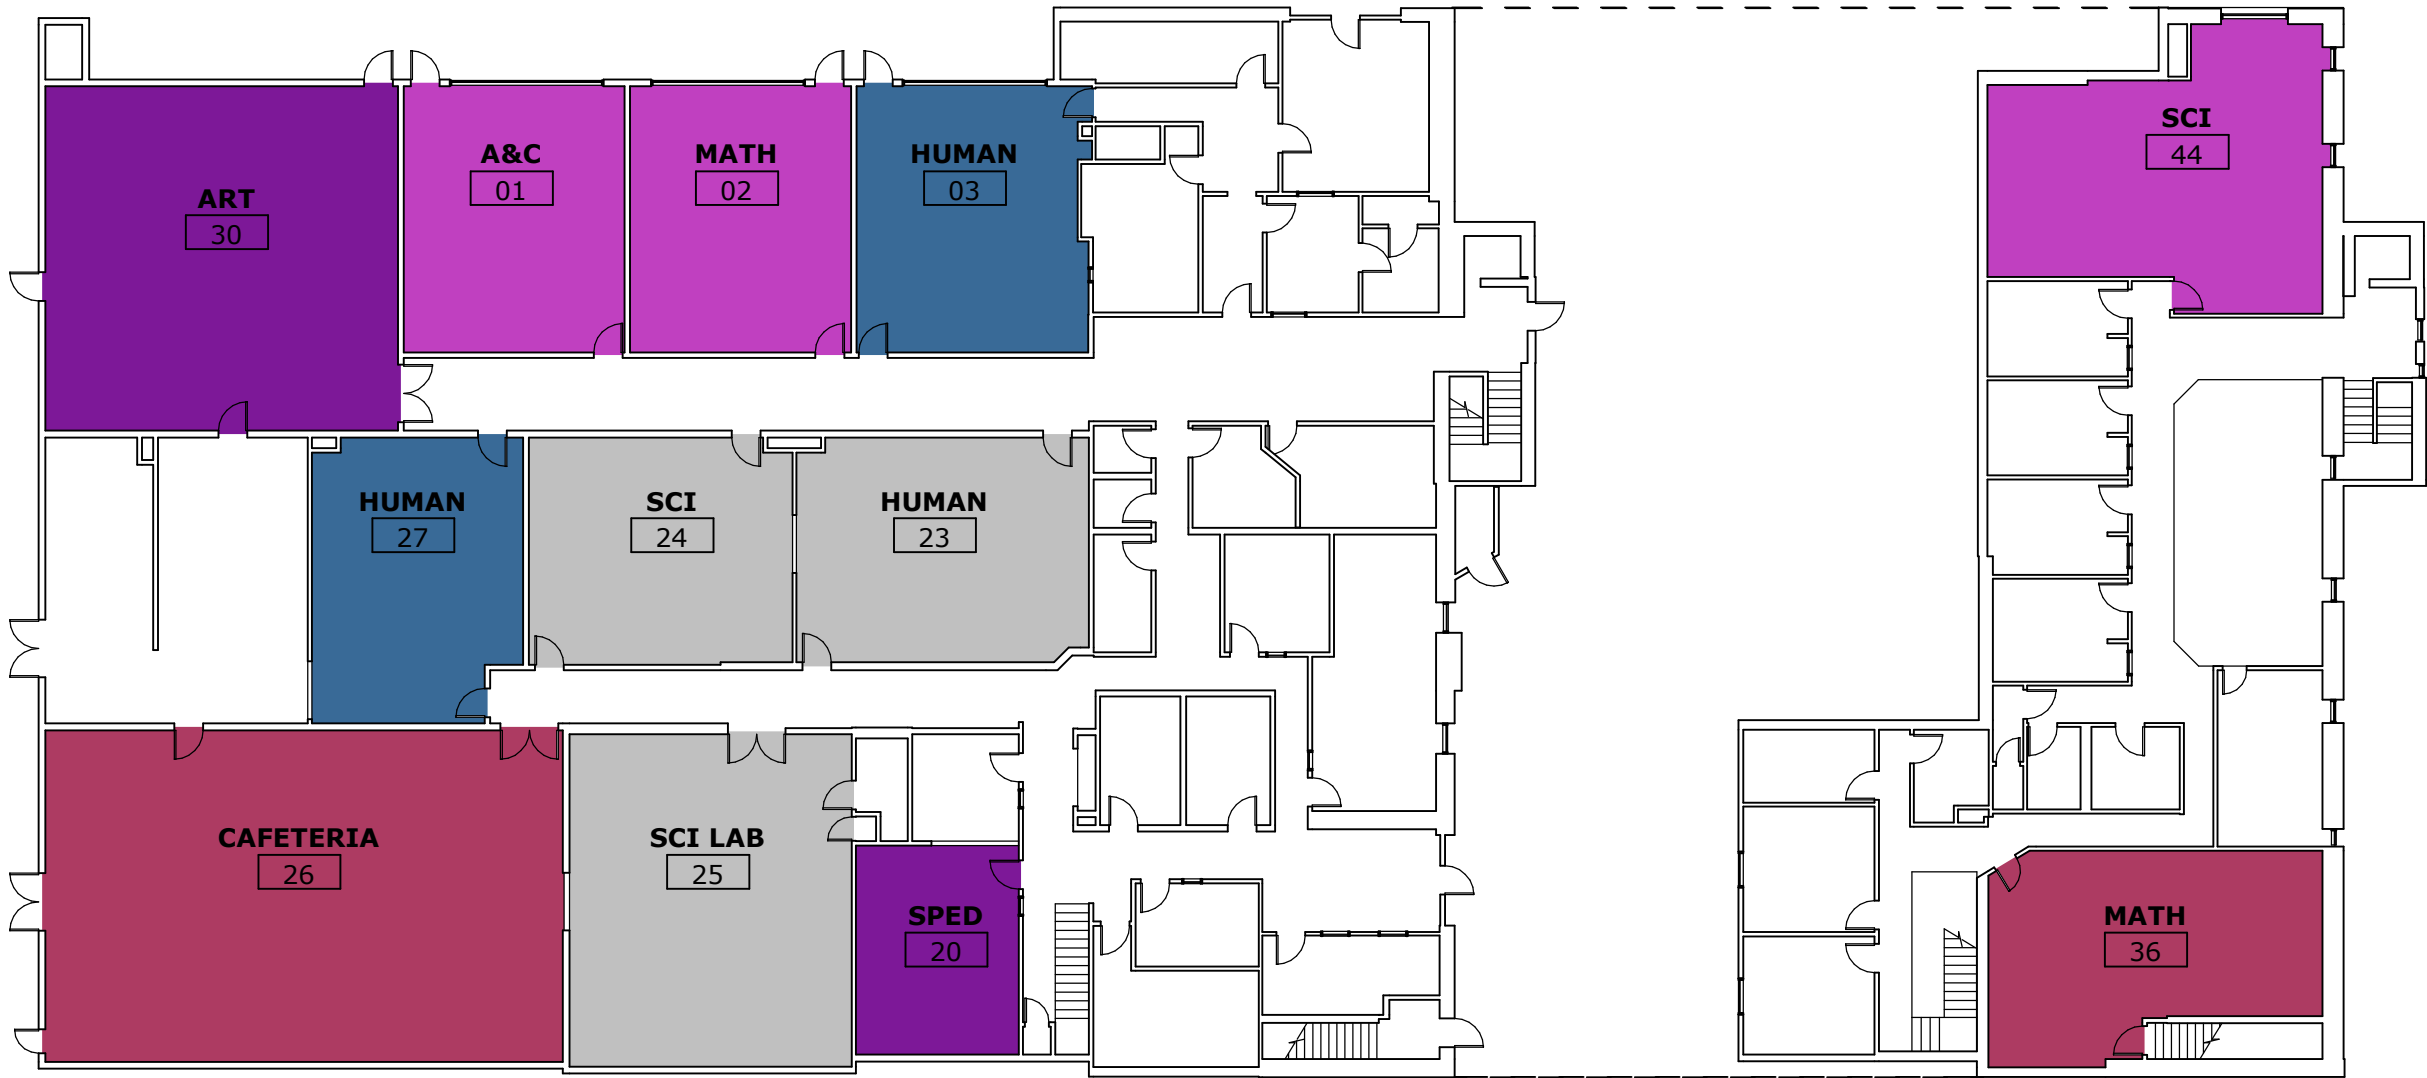 ART
30
A&C
01
MATH
02
HUMAN
03
SCI
44
HUMAN
27
SCI
24
HUMAN
23
CAFETERIA
26
SCI LAB
25
SPED
20
MATH
36